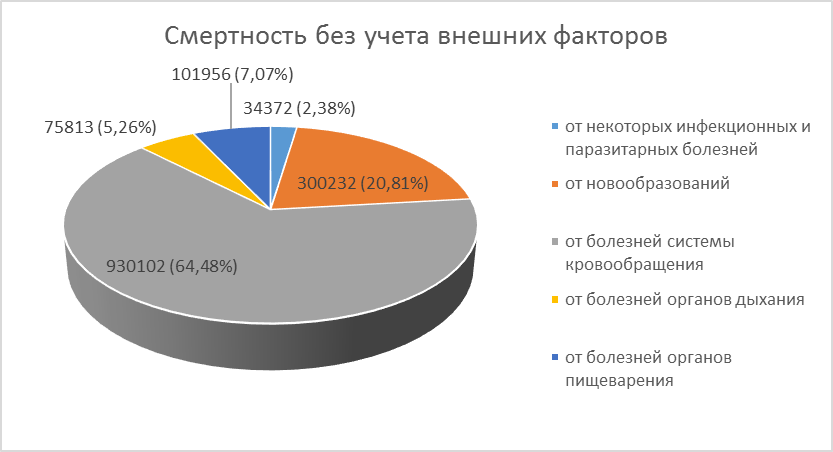 Смертность без учета внешних факторов
101956 (7,07%)
34372 (2,38%)
75813 (5,26%)
300232 (20,81%)
930102 (64,48%)
от некоторых инфекционных и
паразитарных болезней
от новообразований
от болезней системы
кровообращения
от болезней органов дыхания
от болезней органов
пищеварения